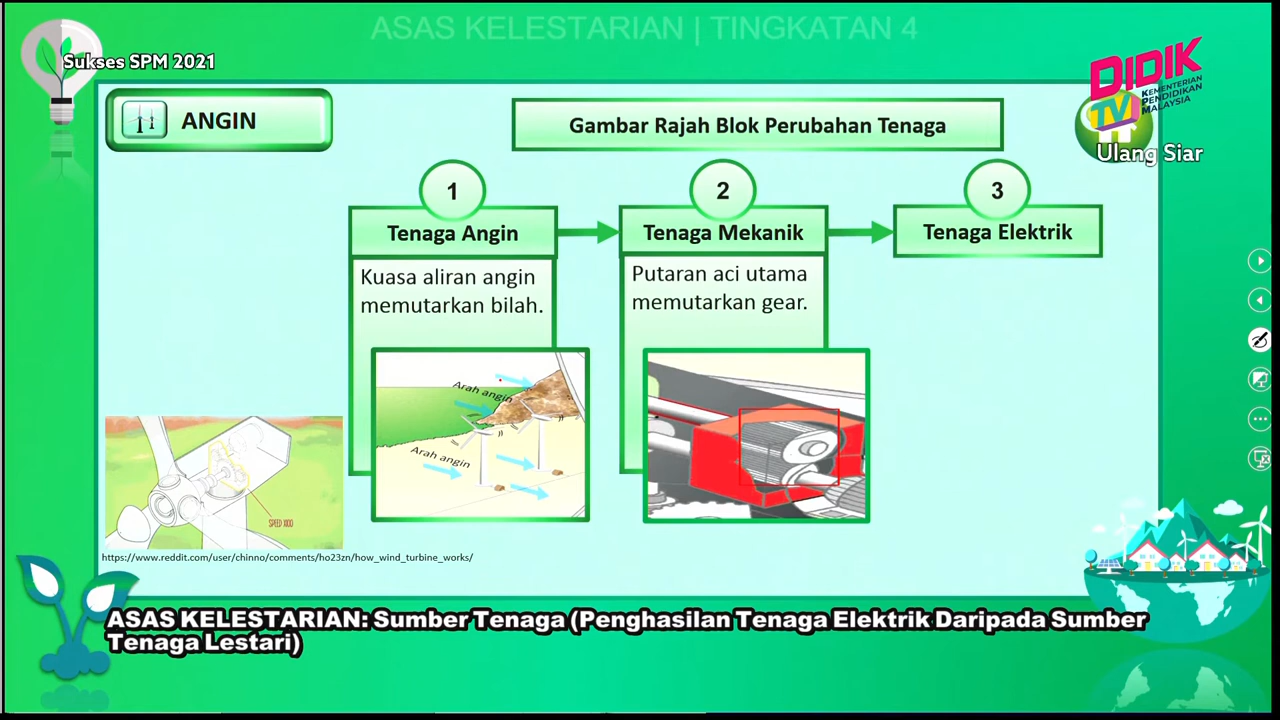 ASAS KELESTARIAN | TINGKATAN 4
Sukses SPM 2021
DIDIK
TV
KEMENTERIAN
PENDIDIKAN
MALAYSIA
Ulang Siar
ANGIN
Gambar Rajah Blok Perubahan Tenaga
1
2
3
Tenaga Angin
Tenaga Mekanik
Tenaga Elektrik
Kuasa aliran angin
memutarkan bilah.
Putaran aci utama
memutarkan gear.
Arah angin
Arah angin
SPEED X100
https://www.reddit.com/user/chinno/comments/ho23zn/how_wind_turbine_works/
ASAS KELESTARIAN: Sumber Tenaga (Penghasilan Tenaga Elektrik Daripada Sumber
Tenaga Lestari)